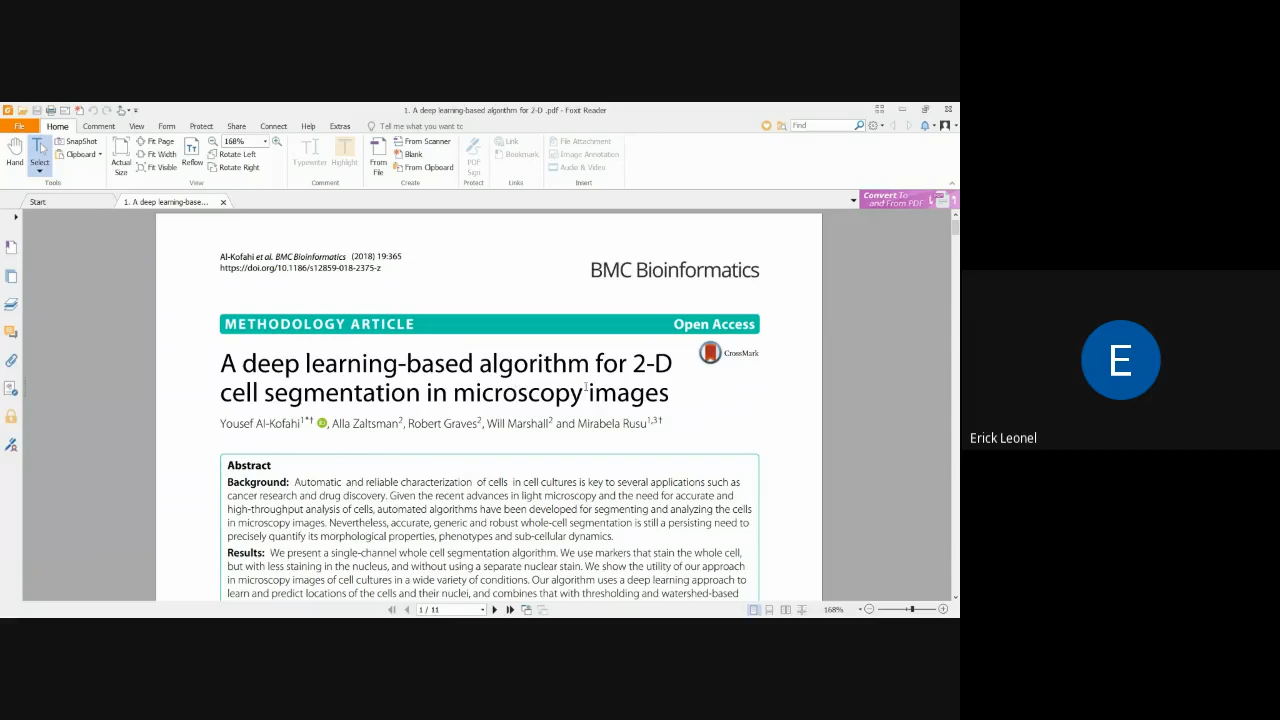 1. A deep learning-based algorithm for 2-D .pdf - Foxit Reader
File Home Comment View Form Protect Share Connect Help Extras Tell me what you want to Find
Hand
Select
SnapShot
Clipboard
Tools
Actual Size
Fit Page
Fit Width
Fit Visible
Reflow
168%
Rotate Left
Rotate Right
View
Typewriter
Highlight
Comment
From File
From Scanner
Blank
From Clipboard
Create
PDF Sign
Protect
Link
Bookmark
Links
File Attachment
Image Annotation
Audio & Video
Insert
Start
1. A deep learning-base...
Convert To
and From PDF
Al-Kofahi et al. BMC Bioinformatics (2018) 19:365
https://doi.org/10.1186/s12859-018-2375-z
BMC Bioinformatics
METHODOLOGY ARTICLE
Open Access
CrossMark
A deep learning-based algorithm for 2-D
cell segmentation in microscopy images
Yousef Al-Kofahi1*†, Alla Zaltsman2, Robert Graves2, Will Marshall2 and Mirabela Rusu1,3†
Abstract
Background: Automatic and reliable characterization of cells in cell cultures is key to several applications such as
cancer research and drug discovery. Given the recent advances in light microscopy and the need for accurate and
high-throughput analysis of cells, automated algorithms have been developed for segmenting and analyzing the cells
in microscopy images. Nevertheless, accurate, generic and robust whole-cell segmentation is still a persisting need to
precisely quantify its morphological properties, phenotypes and sub-cellular dynamics.
Results: We present a single-channel whole cell segmentation algorithm. We use markers that stain the whole cell,
but with less staining in the nucleus, and without using a separate nuclear stain. We show the utility of our approach
in microscopy images of cell cultures in a wide variety of conditions. Our algorithm uses a deep learning approach to
learn and predict locations of the cells and their nuclei, and combines that with thresholding and watershed-based
1 / 11
168%
E
Erick Leonel